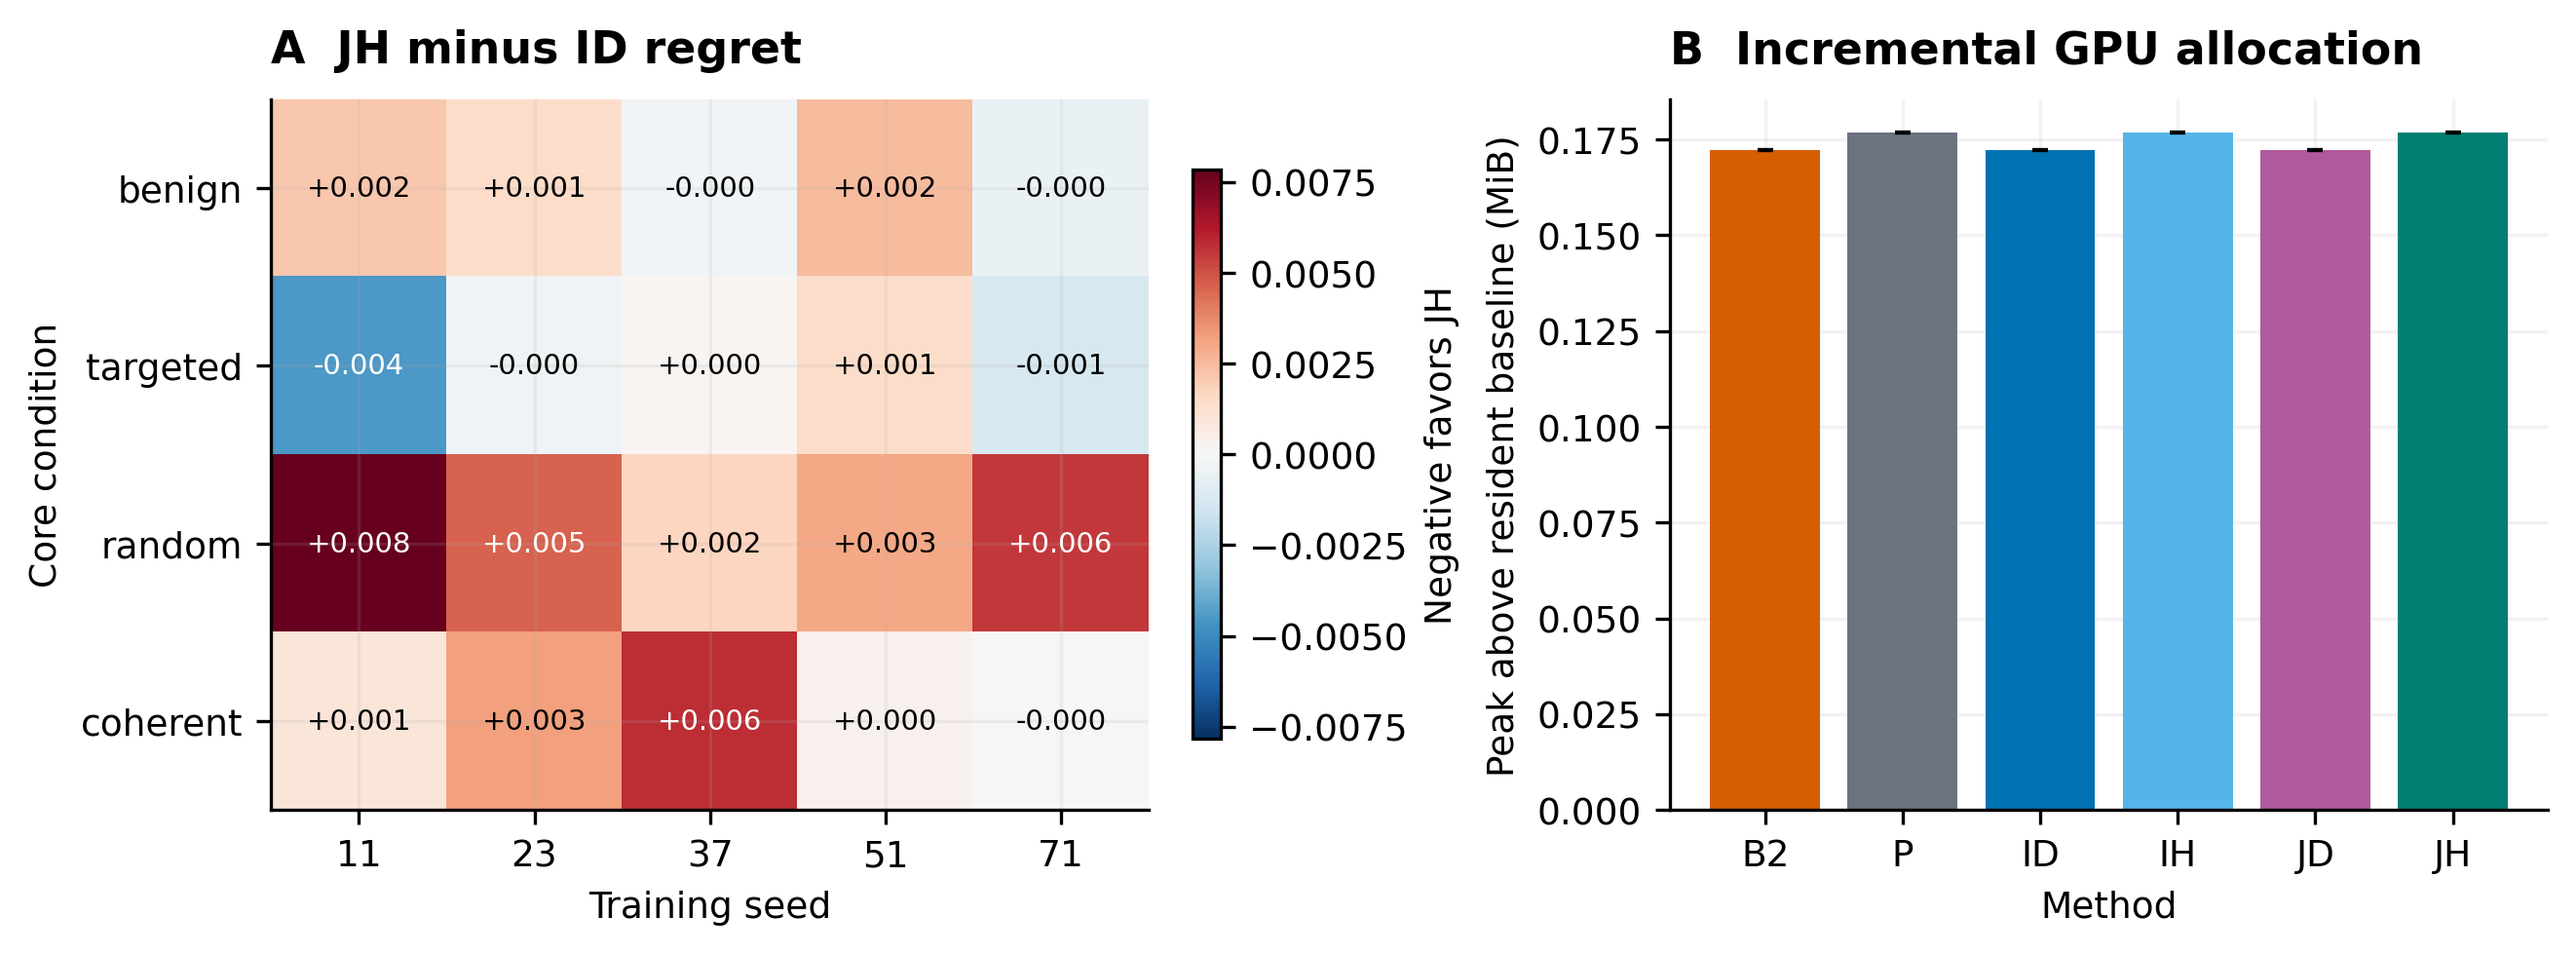 A JH minus ID regret
Core condition
benign
+0.002 +0.001 -0.000 +0.002 -0.000
targeted
-0.004 -0.000 +0.000 +0.001 -0.001
random
+0.008 +0.005 +0.002 +0.003 +0.006
coherent
+0.001 +0.003 +0.006 +0.000 -0.000
11 23 37 51 71
Training seed
0.0075
0.0050
0.0025
0.0000
−0.0025
−0.0050
−0.0075
Negative favors JH
B Incremental GPU allocation
Peak above resident baseline (MiB)
0.175
0.150
0.125
0.100
0.075
0.050
0.025
0.000
B2 P ID IH JD JH
Method